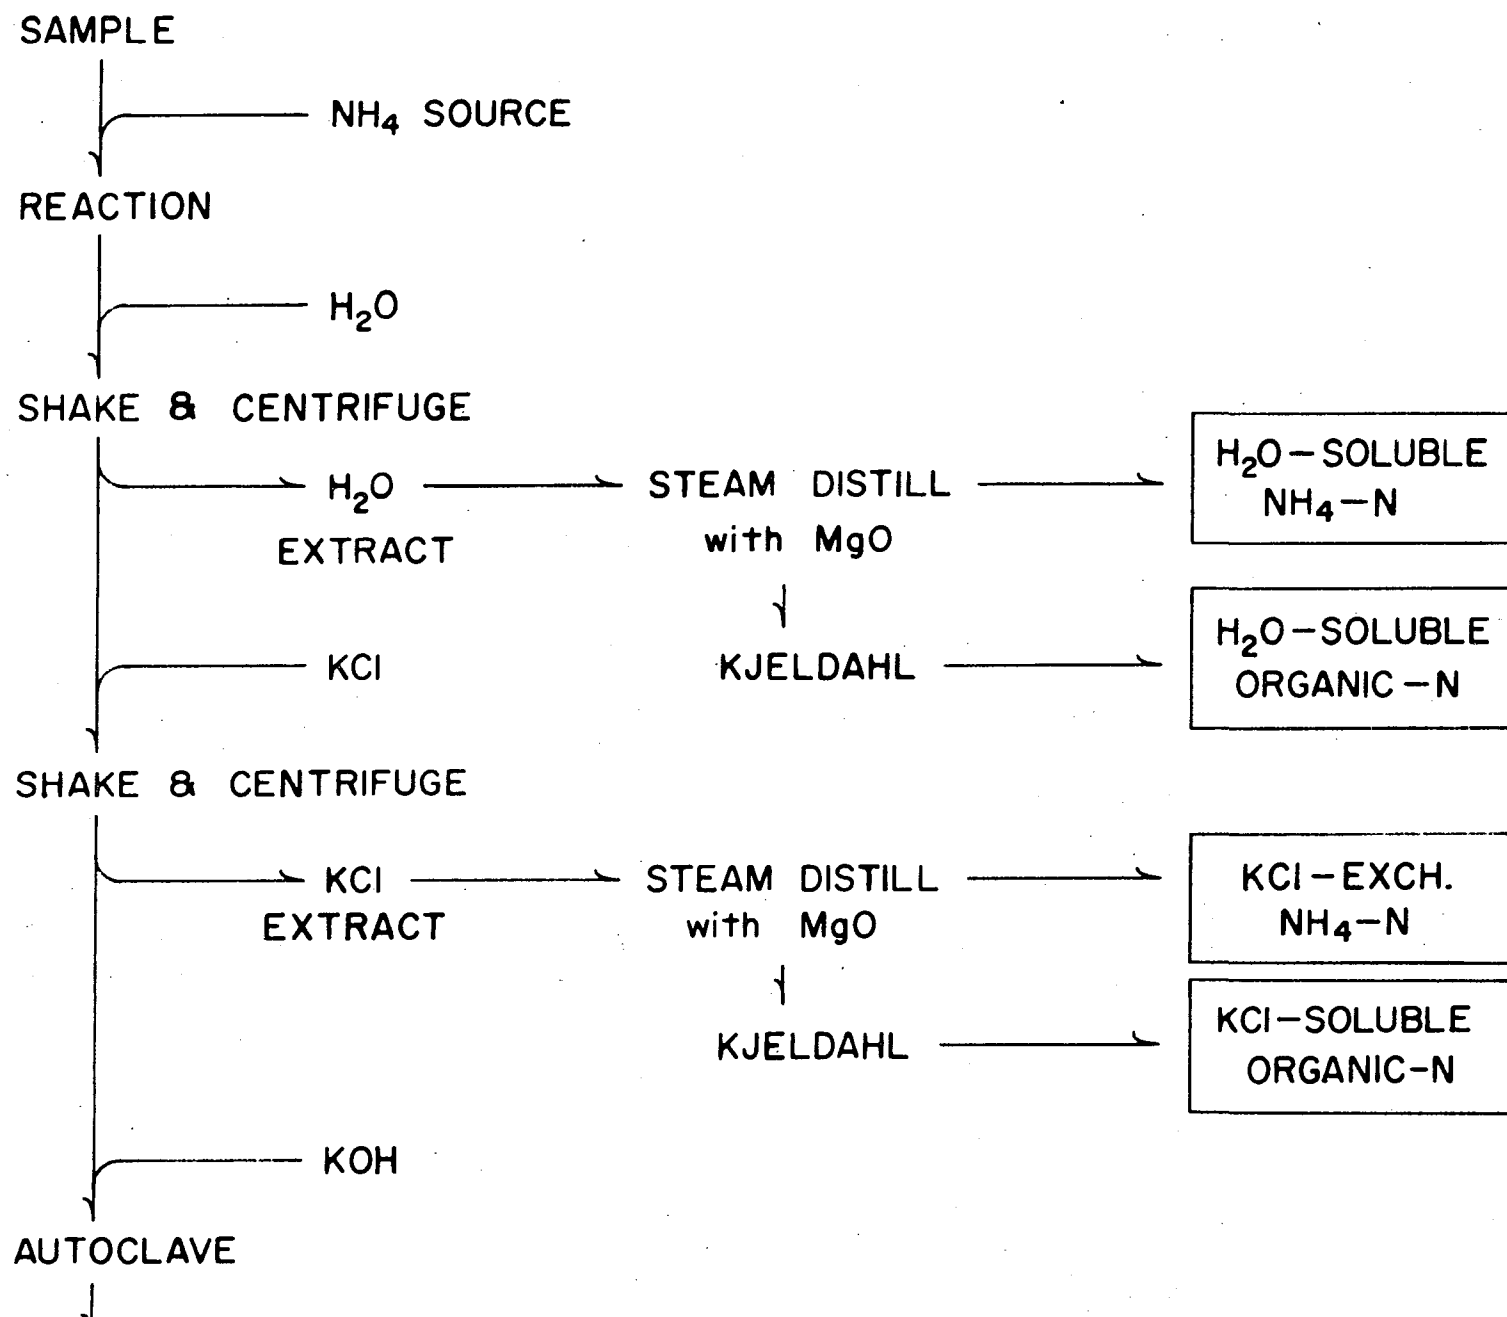 SAMPLE
NH₄ SOURCE
REACTION
H₂O
SHAKE & CENTRIFUGE
H₂O
EXTRACT
STEAM DISTILL
with MgO
H₂O-SOLUBLE
NH₄-N
KCl
KJELDAHL
H₂O-SOLUBLE
ORGANIC-N
SHAKE & CENTRIFUGE
KCl
EXTRACT
STEAM DISTILL
with MgO
KCl-EXCH.
NH₄-N
KJELDAHL
KCl-SOLUBLE
ORGANIC-N
KOH
AUTOCLAVE